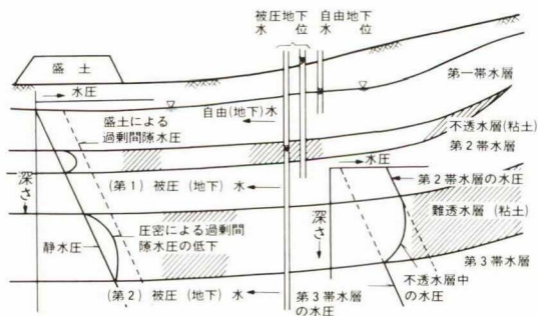 被圧地下 自由地下
水 位 水 位
盛土
水圧
第一帯水層
自由(地下)水
盛土による
過剰間隙水圧
不透水層(粘土)
第2帯水層
水圧
(第1)被圧(地下)水
第2帯水層の水圧
深さ
深さ
難透水層(粘土)
静水圧
圧密による過剰間
隙水圧の低下
第3帯水層
不透水層中
の水圧
(第2)被圧(地下)水
第3帯水層
の水圧